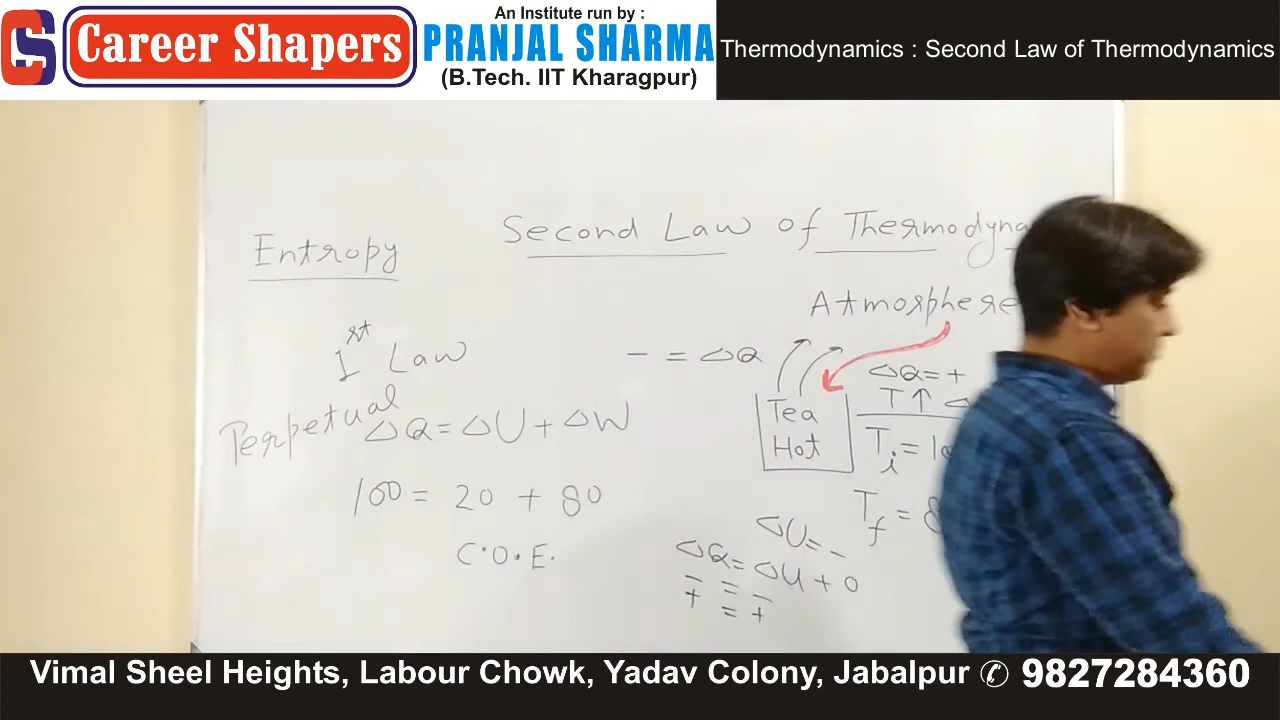 CS Career Shapers
An Institute run by :
PRANJAL SHARMA
(B.Tech. IIT Kharagpur)
Thermodynamics : Second Law of Thermodynamics
Entropy
Second Law of Thermodyna
Atmosphere
1st Law
- = ΔQ
ΔQ = +
Tea
T↑
Hot
Perpetual
ΔQ = ΔU + ΔW
Ti = 10
100 = 20 + 80
Tf = 8
C.O.E.
ΔU = -
ΔQ = ΔU + 0
- = -
+ = +
Vimal Sheel Heights, Labour Chowk, Yadav Colony, Jabalpur ✆ 9827284360